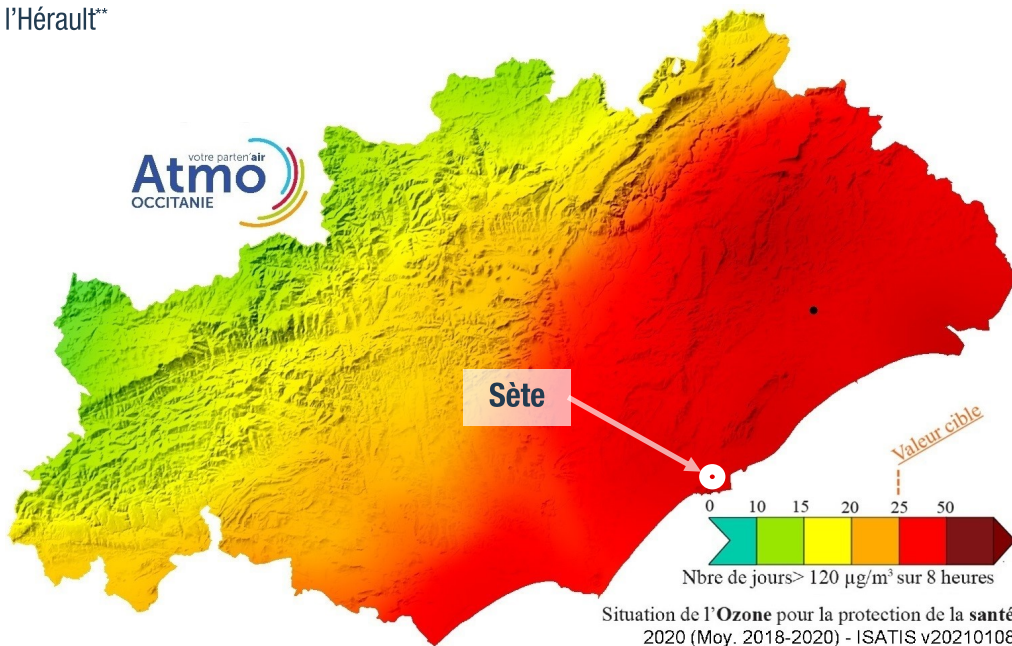 l'Hérault**
votre parten'air
Atmo
OCCITANIE
Sète
Valeur cible
0 10 15 20 25 50
Nbre de jours> 120 µg/m³ sur 8 heures
Situation de l'Ozone pour la protection de la santé
2020 (Moy. 2018-2020) - ISATIS v20210108